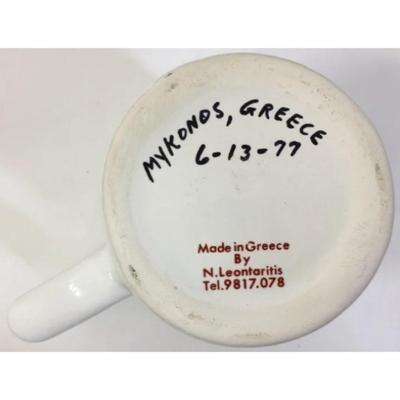 MYKONOS, GREECE
6-13-77
Made in Greece
By
N.Leontaritis
Tel.9817.078